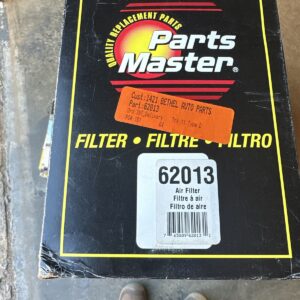 QUALITY REPLACEMENT PARTS
Parts
Master®
Cust:1421 BETHEL AUTO PARTS
Part:62013
FILTER • FILTRE • FILTRO
62013
Air Filter
Filtre à air
Filtro de aire